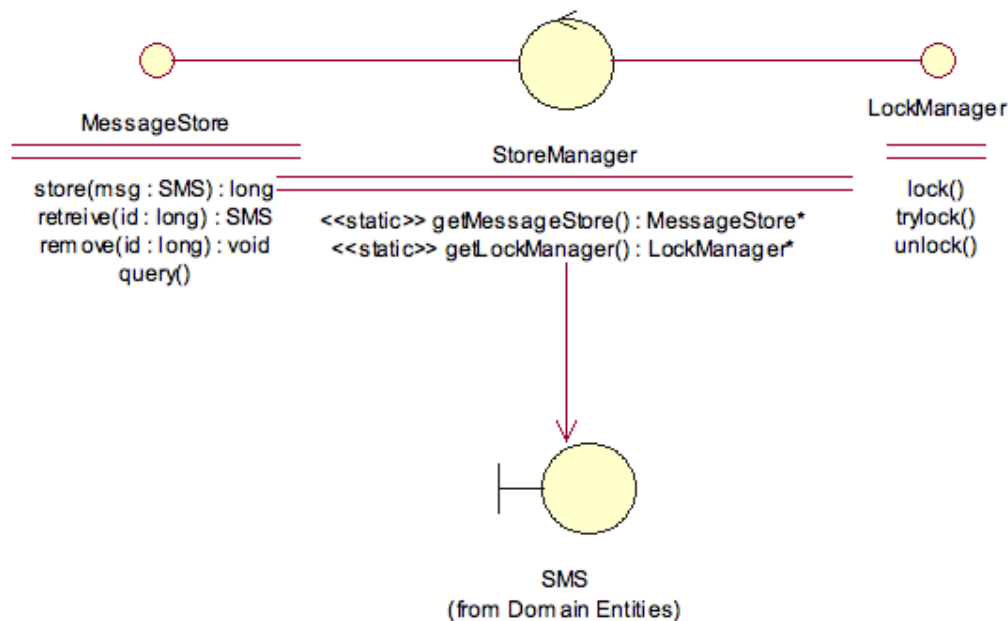 MessageStore
store(msg : SMS) : long
retreive(id : long) : SMS
remove(id : long) : void
query()
StoreManager
<<static>> getMessageStore() : MessageStore*
<<static>> getLockManager() : LockManager*
LockManager
lock()
trylock()
unlock()
SMS
(from Domain Entities)